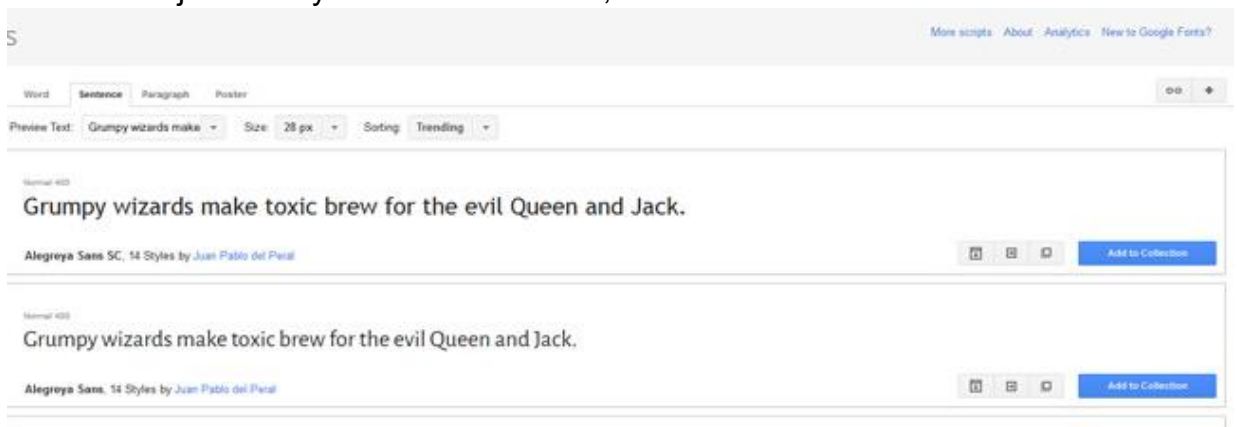 s
More scripts About Analytics New to Google Fonts?
Word Sentence Paragraph Poster
Preview Text: Grumpy wizards make Size: 28 px Sorting: Trending
Normal 400
Grumpy wizards make toxic brew for the evil Queen and Jack.
Alegreya Sans SC, 14 Styles by Juan Pablo del Peral
Add to Collection
Normal 400
Grumpy wizards make toxic brew for the evil Queen and Jack.
Alegreya Sans, 14 Styles by Juan Pablo del Peral
Add to Collection